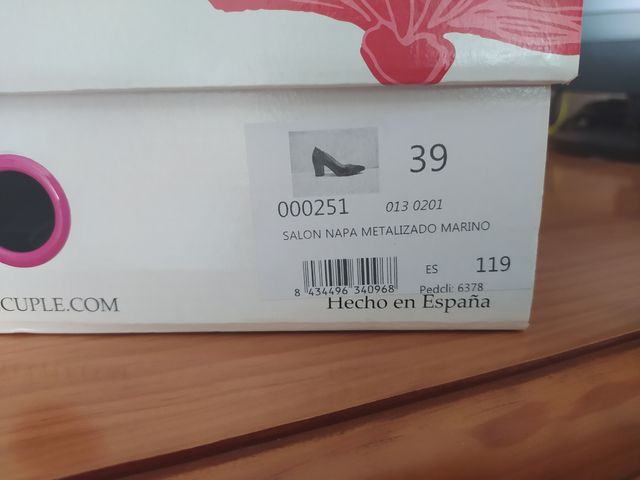 39
000251 013 0201
SALON NAPA METALIZADO MARINO
ES 119
8 434496 340968 Peddli: 6378
CUPLE.COM Hecho en España